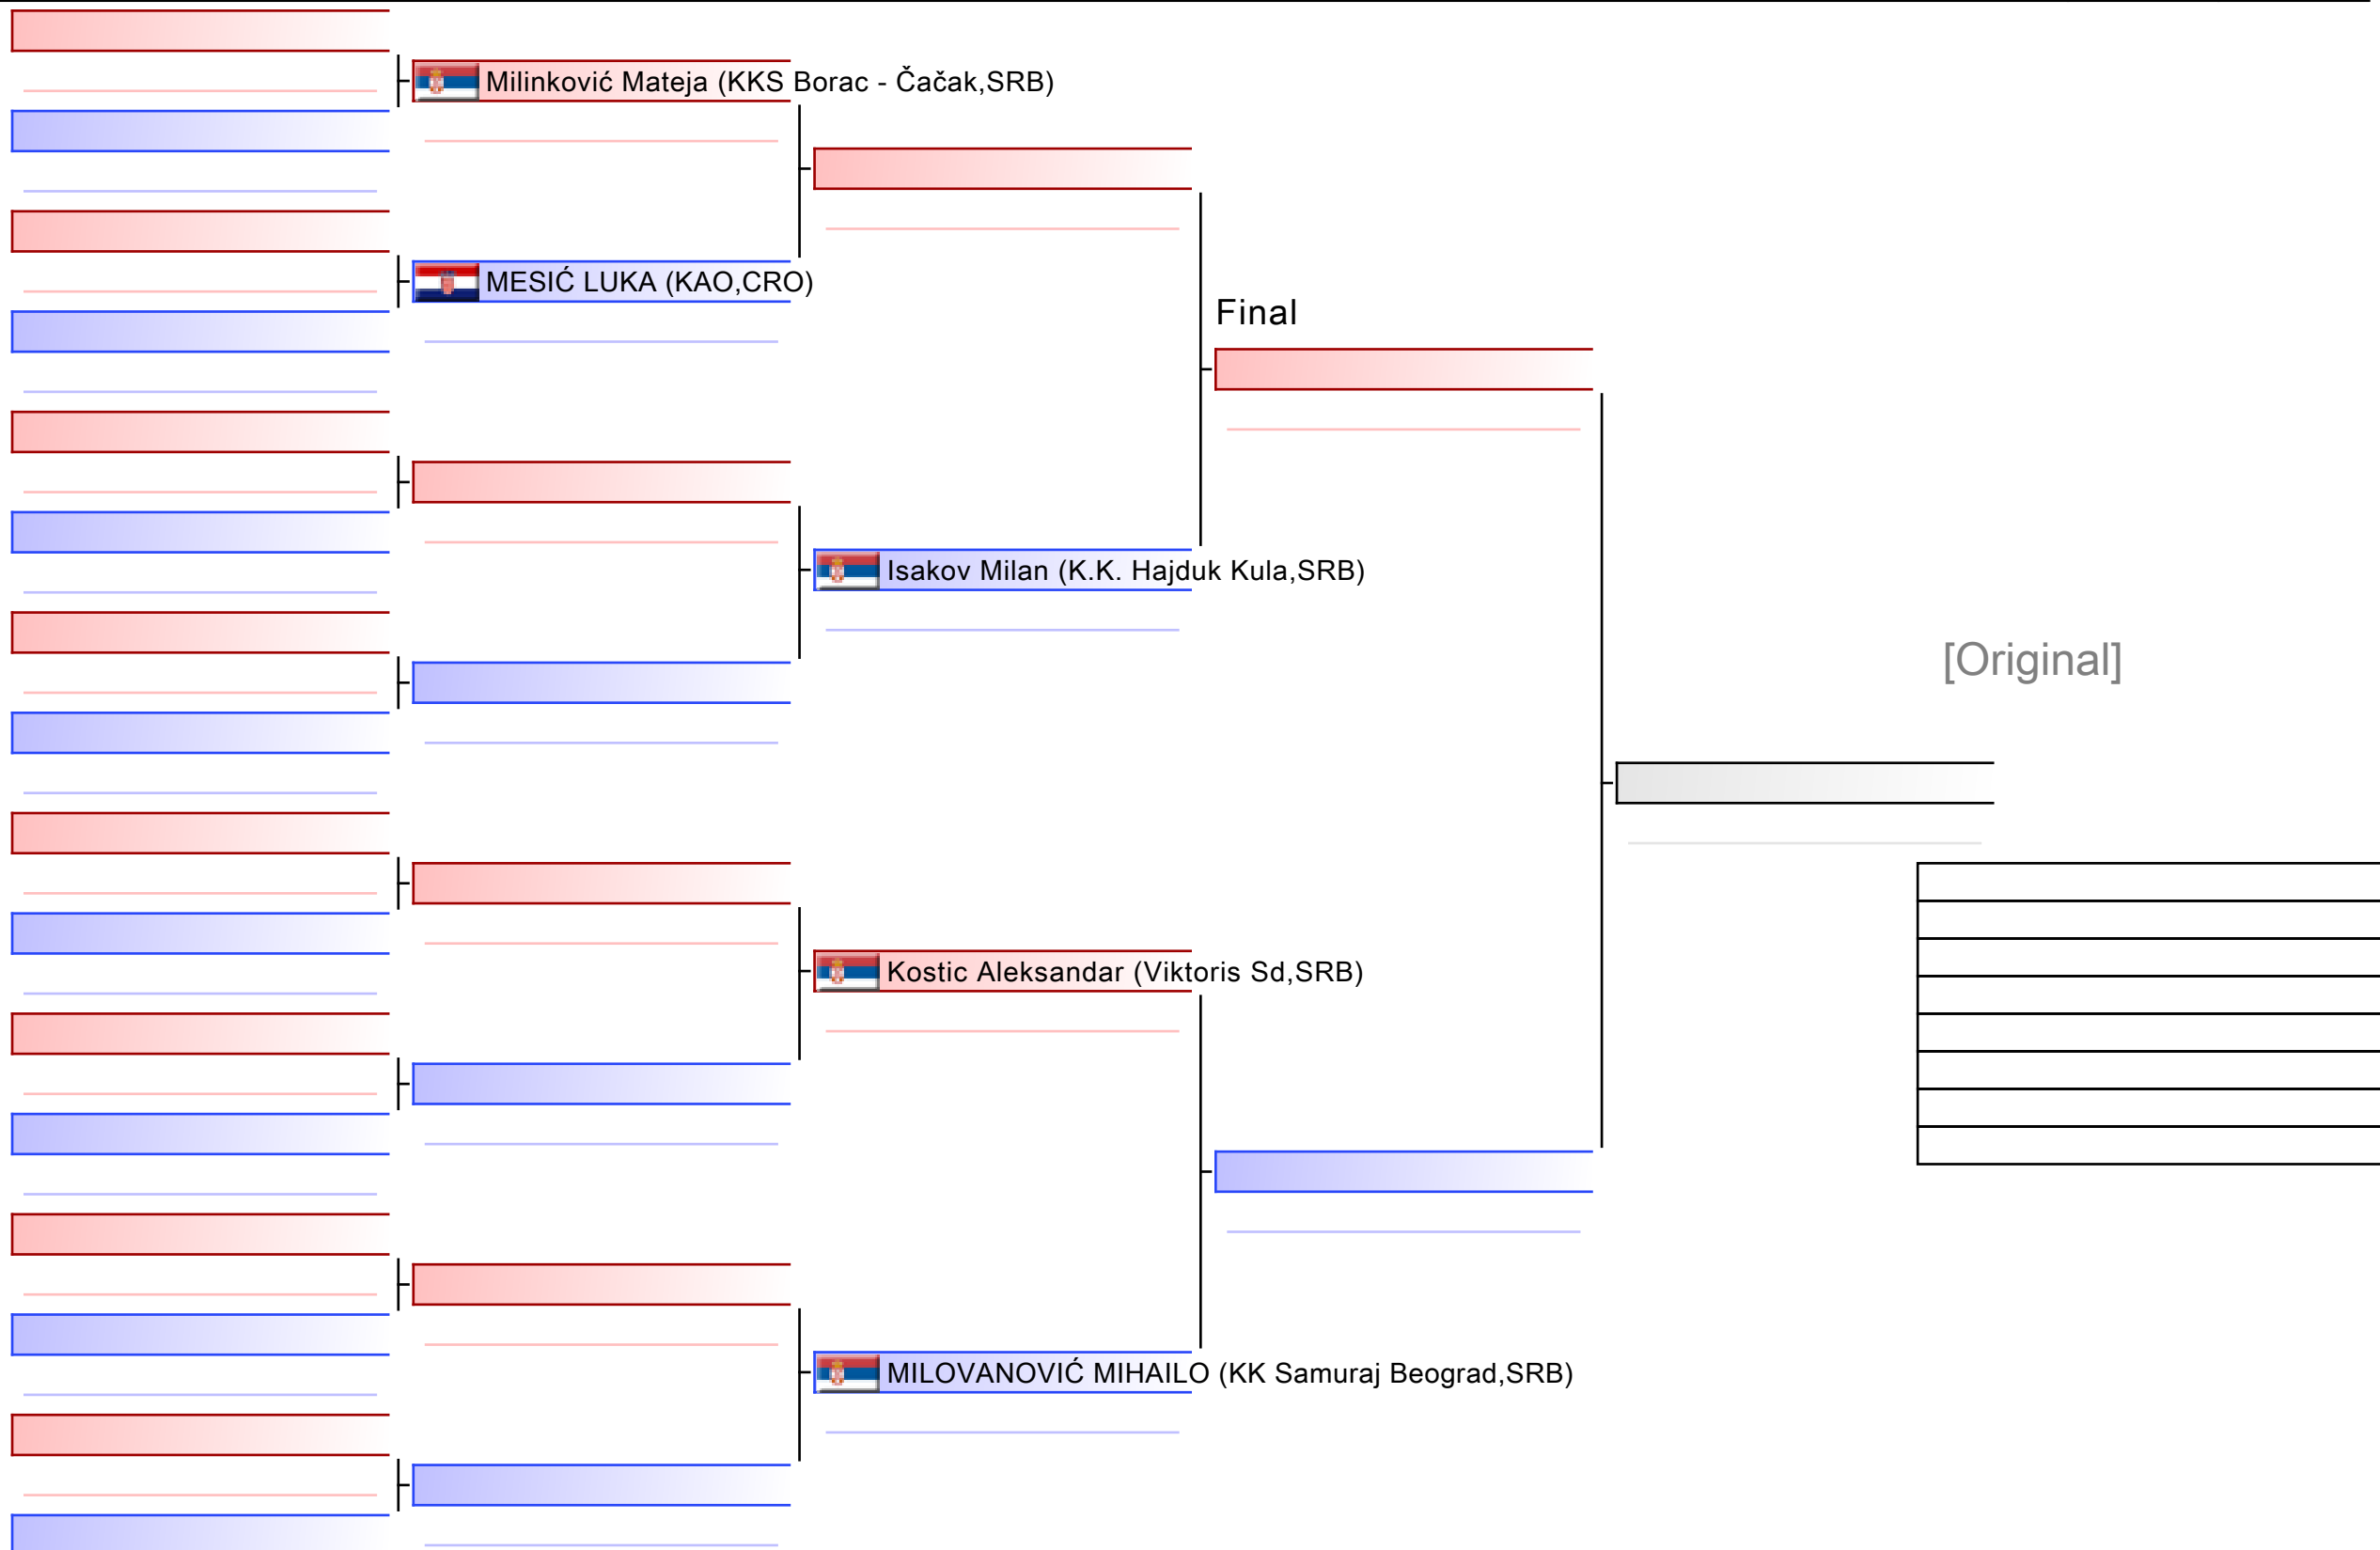 Milinković Mateja (KKS Borac - Čačak,SRB)
MESIĆ LUKA (KAO,CRO)
Final
Isakov Milan (K.K. Hajduk Kula,SRB)
[Original]
Kostic Aleksandar (Viktoris Sd,SRB)
MILOVANOVIĆ MIHAILO (KK Samuraj Beograd,SRB)